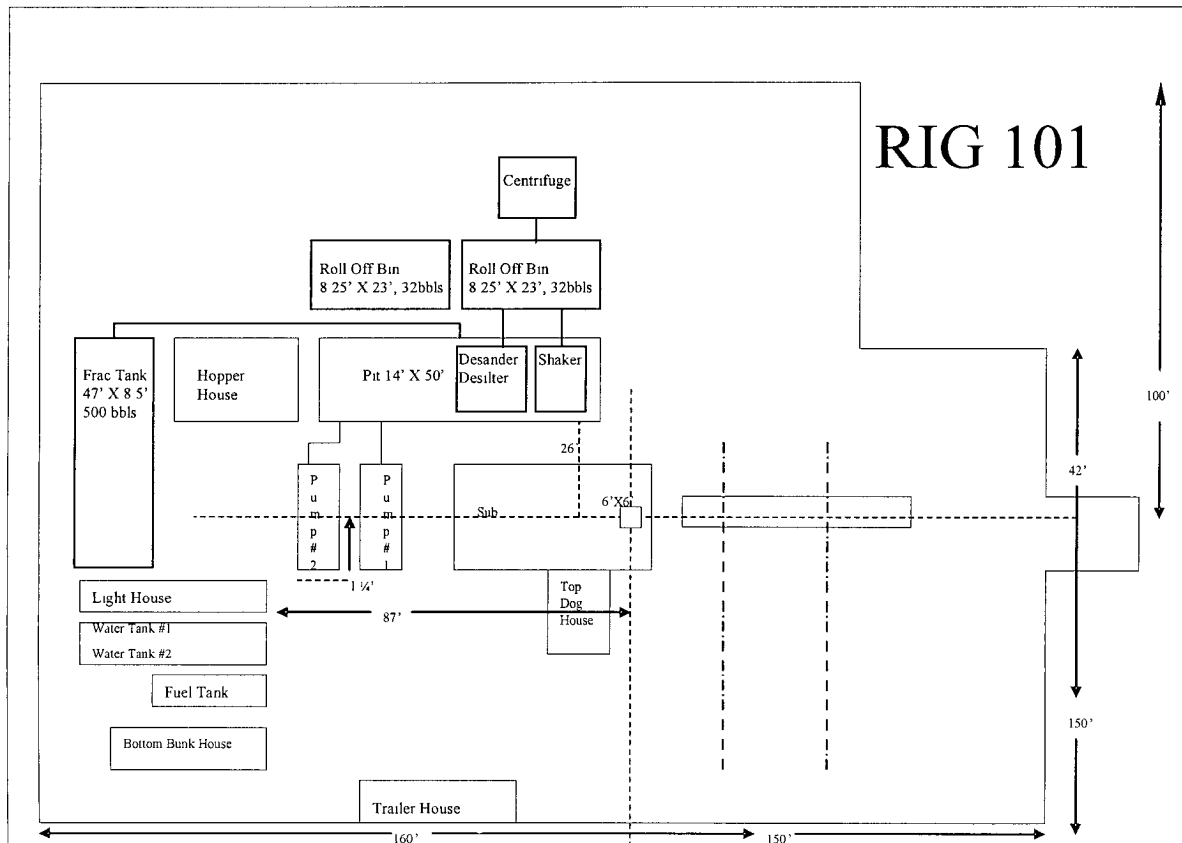 RIG 101
Centrifuge
Roll Off Bin
8 25' X 23', 32bbls
Roll Off Bin
8 25' X 23', 32bbls
Frac Tank
47' X 8 5'
500 bbls
Hopper
House
Pit 14' X 50'
Desander
Desilter
Shaker
100'
26'
42'
Pump #2
Pump #1
Sub
6'X6'
1 ¼'
Light House
87'
Top
Dog
House
Water Tank #1
Water Tank #2
Fuel Tank
Bottom Bunk House
150'
Trailer House
160'
150'